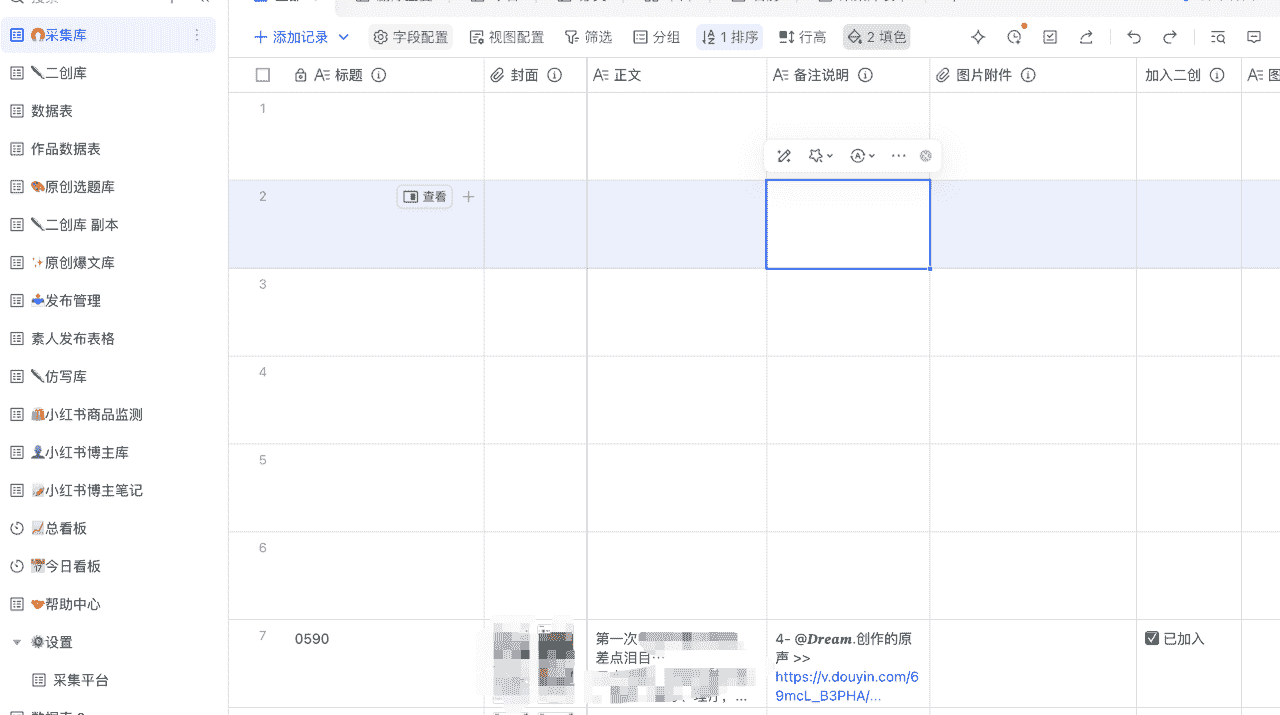 采集库
二创库
数据表
作品数据表
原创选题库
二创库 副本
原创爆文库
发布管理
素人发布表格
仿写库
小红书商品监测
小红书博主库
小红书博主笔记
总看板
今日看板
帮助中心
设置
采集平台
添加记录 字段配置 视图配置 筛选 分组 1 排序 行高 2 填色
标题 封面 正文 备注说明 图片附件 加入二创
1
2 查看
3
4
5
6
7 0590
第一次
差点泪目…
4- @Dream.创作的原
声 >>
https://v.douyin.com/6
9mcL_B3PHA/...
已加入